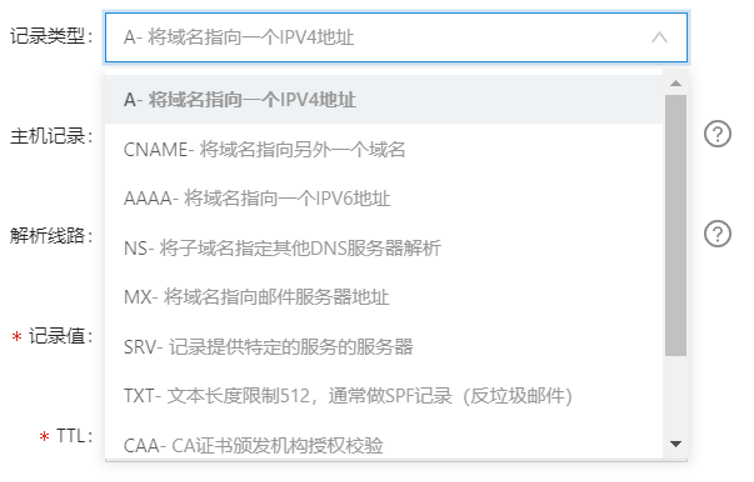 记录类型： A- 将域名指向一个IPV4地址
A- 将域名指向一个IPV4地址
主机记录：
CNAME- 将域名指向另外一个域名
AAAA- 将域名指向一个IPV6地址
解析线路：
NS- 将子域名指定其他DNS服务器解析
MX- 将域名指向邮件服务器地址
* 记录值：
SRV- 记录提供特定的服务的服务器
TXT- 文本长度限制512，通常做SPF记录（反垃圾邮件）
* TTL：
CAA- CA证书颁发机构授权校验